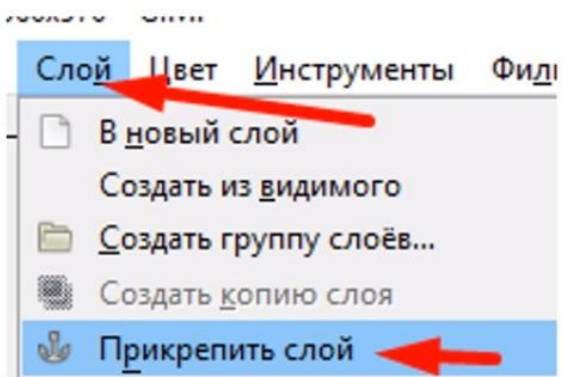 Слой Цвет Инструменты
В новый слой
Создать из видимого
Создать группу слоёв...
Создать копию слоя
Прикрепить слой